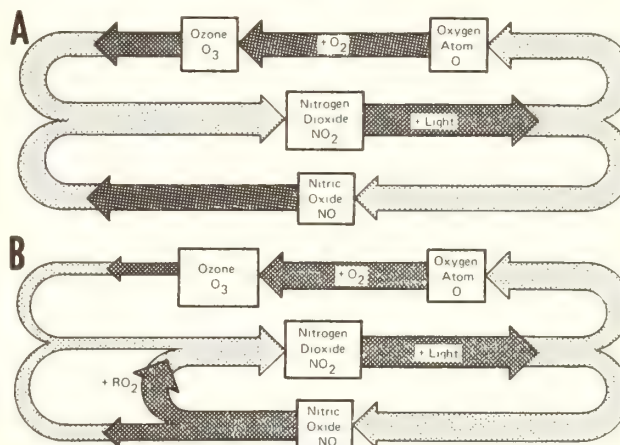 A
Ozone
O3
+ O2
Oxygen
Atom
O
Nitrogen
Dioxide
NO2
+ Light
Nitric
Oxide
NO
B
Ozone
O3
+ O2
Oxygen
Atom
O
Nitrogen
Dioxide
NO2
+ Light
+ RO2
Nitric
Oxide
NO